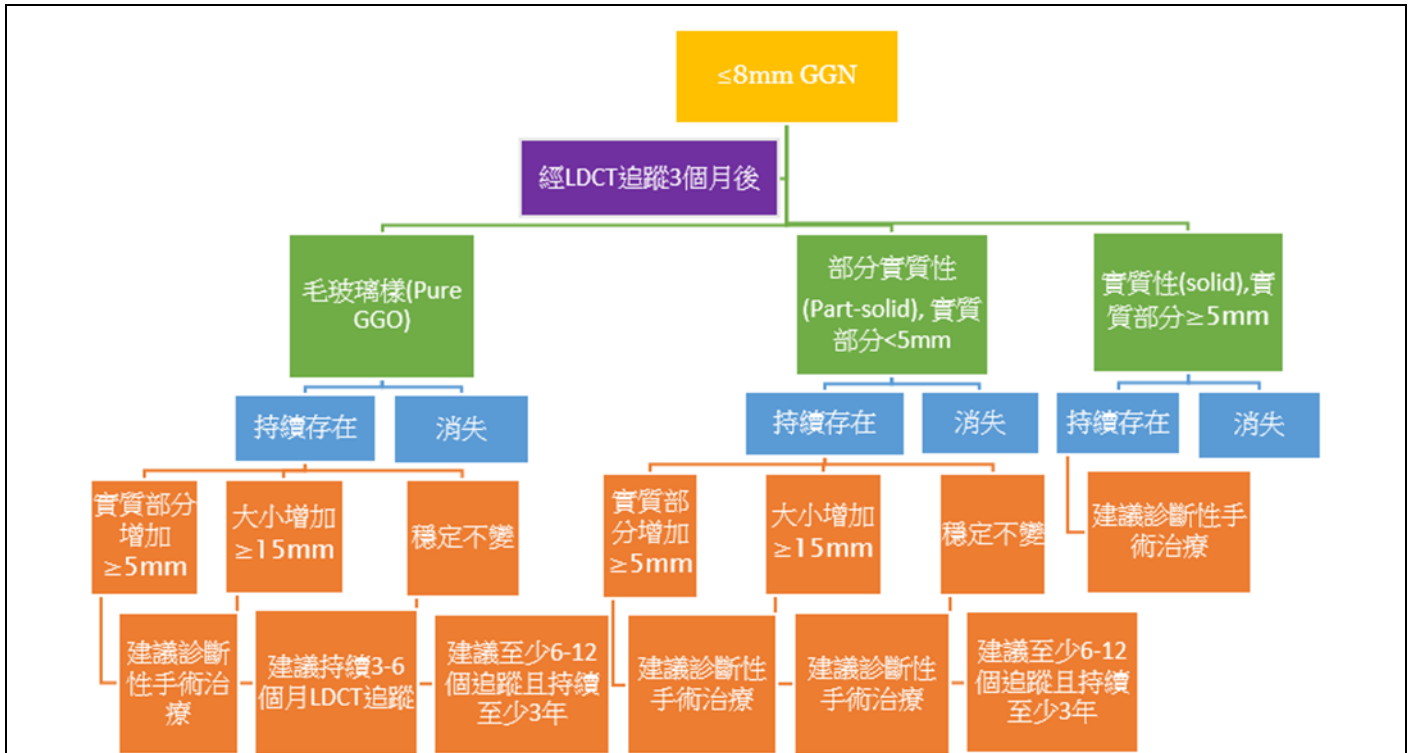 ≤8mm GGN
經LDCT追蹤3個月後
毛玻璃樣(Pure
GGO)
部分實質性
(Part-solid), 實質
部分<5mm
實質性(solid),實
質部分≥5mm
持續存在
消失
持續存在
消失
持續存在
消失
實質部分
增加
≥5mm
大小增加
≥15mm
穩定不變
實質部
分增加
≥5mm
大小增加
≥15mm
穩定不變
建議診斷性手
術治療
建議診斷
性手術治
療
建議持續3-6
個月LDCT追蹤
建議至少6-12
個追蹤且持續
至少3年
建議診斷性
手術治療
建議診斷性
手術治療
建議至少6-12
個追蹤且持續
至少3年